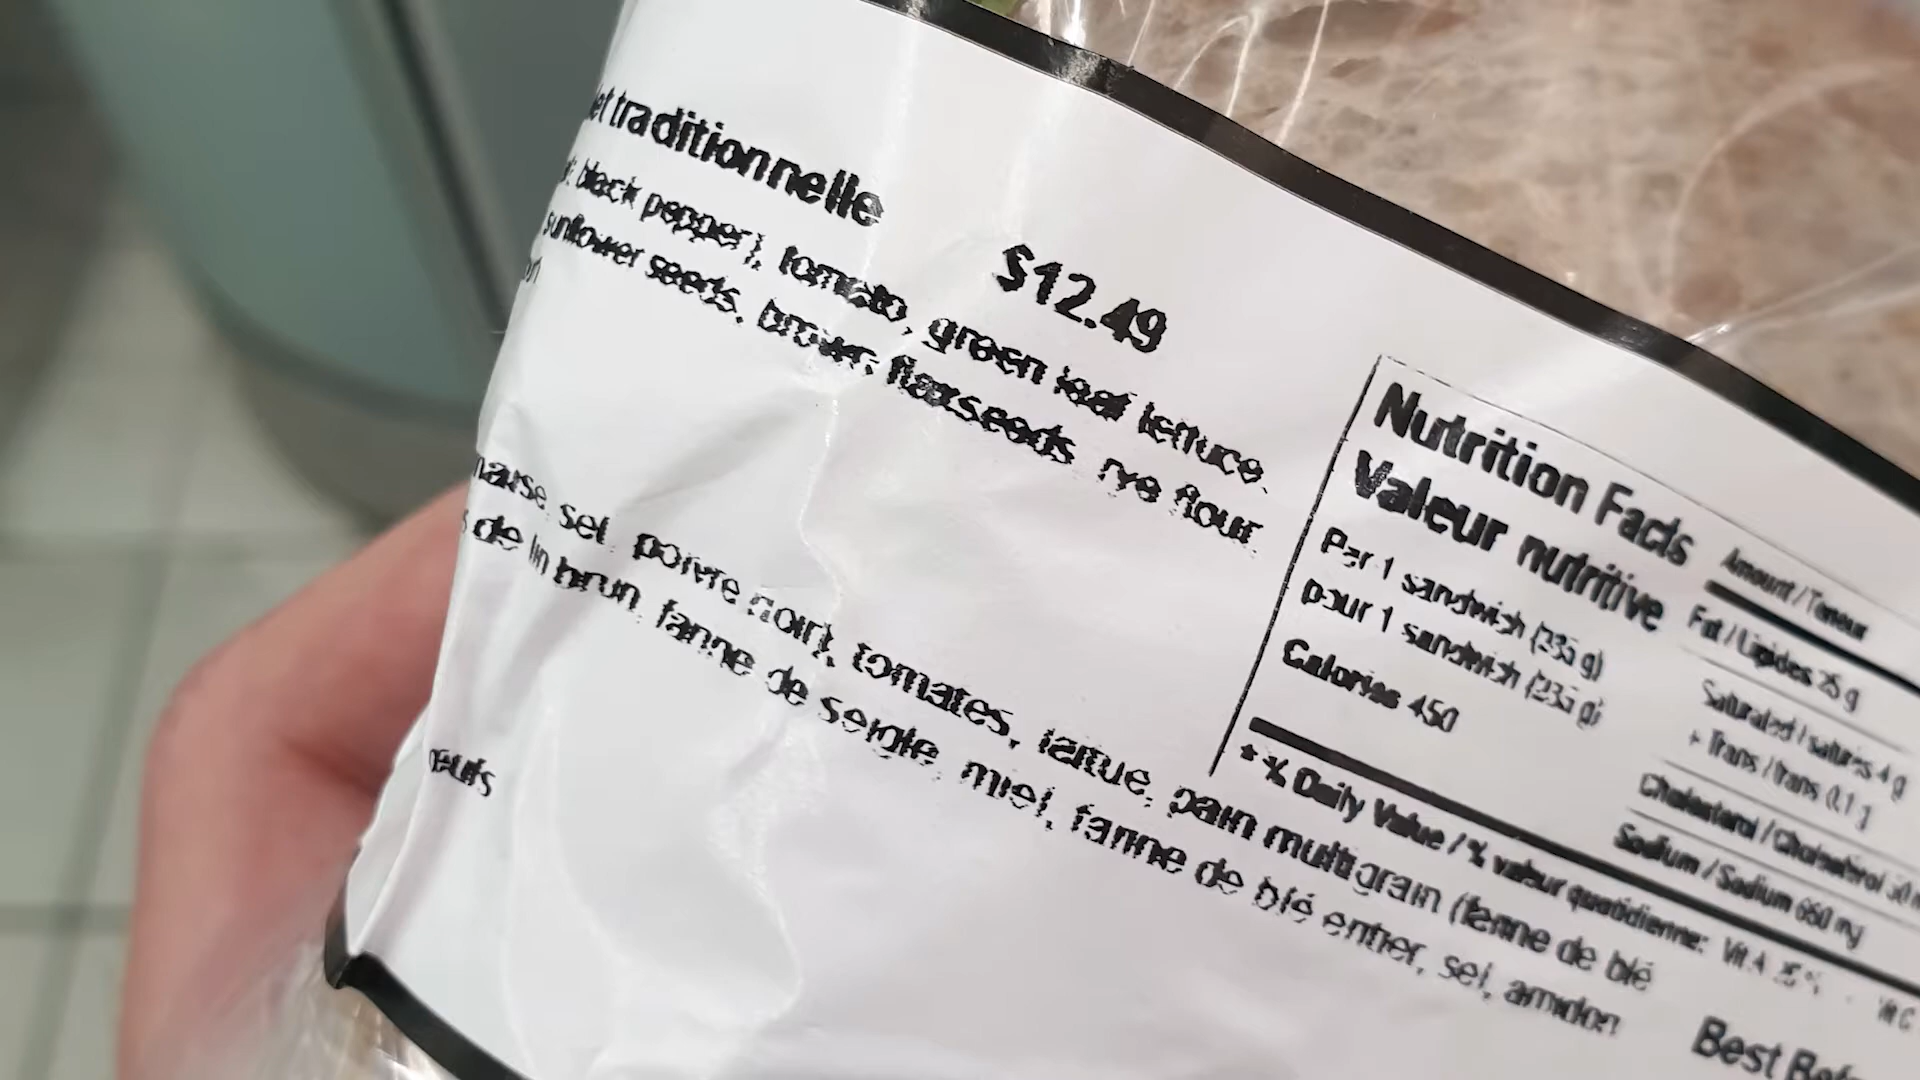 traditionnelle
black pepper), tomato, green leaf lettuce,
sunflower seeds, brown flaxseeds, rye flour,
$12.49
sel, poivre noir), tomates, laitue, pain multigrain (farine de blé
de lin brun, farine de seigle, miel, farine de blé entier, sel, amidon
oeufs
Nutrition Facts
Valeur nutritive
Per 1 sandwich (235 g)
pour 1 sandwich (235 g)
Calories 450
Amount / Teneur
Fat / Lipides 25 g
Saturated / saturés 4 g
+ Trans / trans 0.1 g
Cholesterol / Cholestérol
Sodium / Sodium 660 mg
* % Daily Value / % valeur quotidienne: Vit A
Vit C
Best